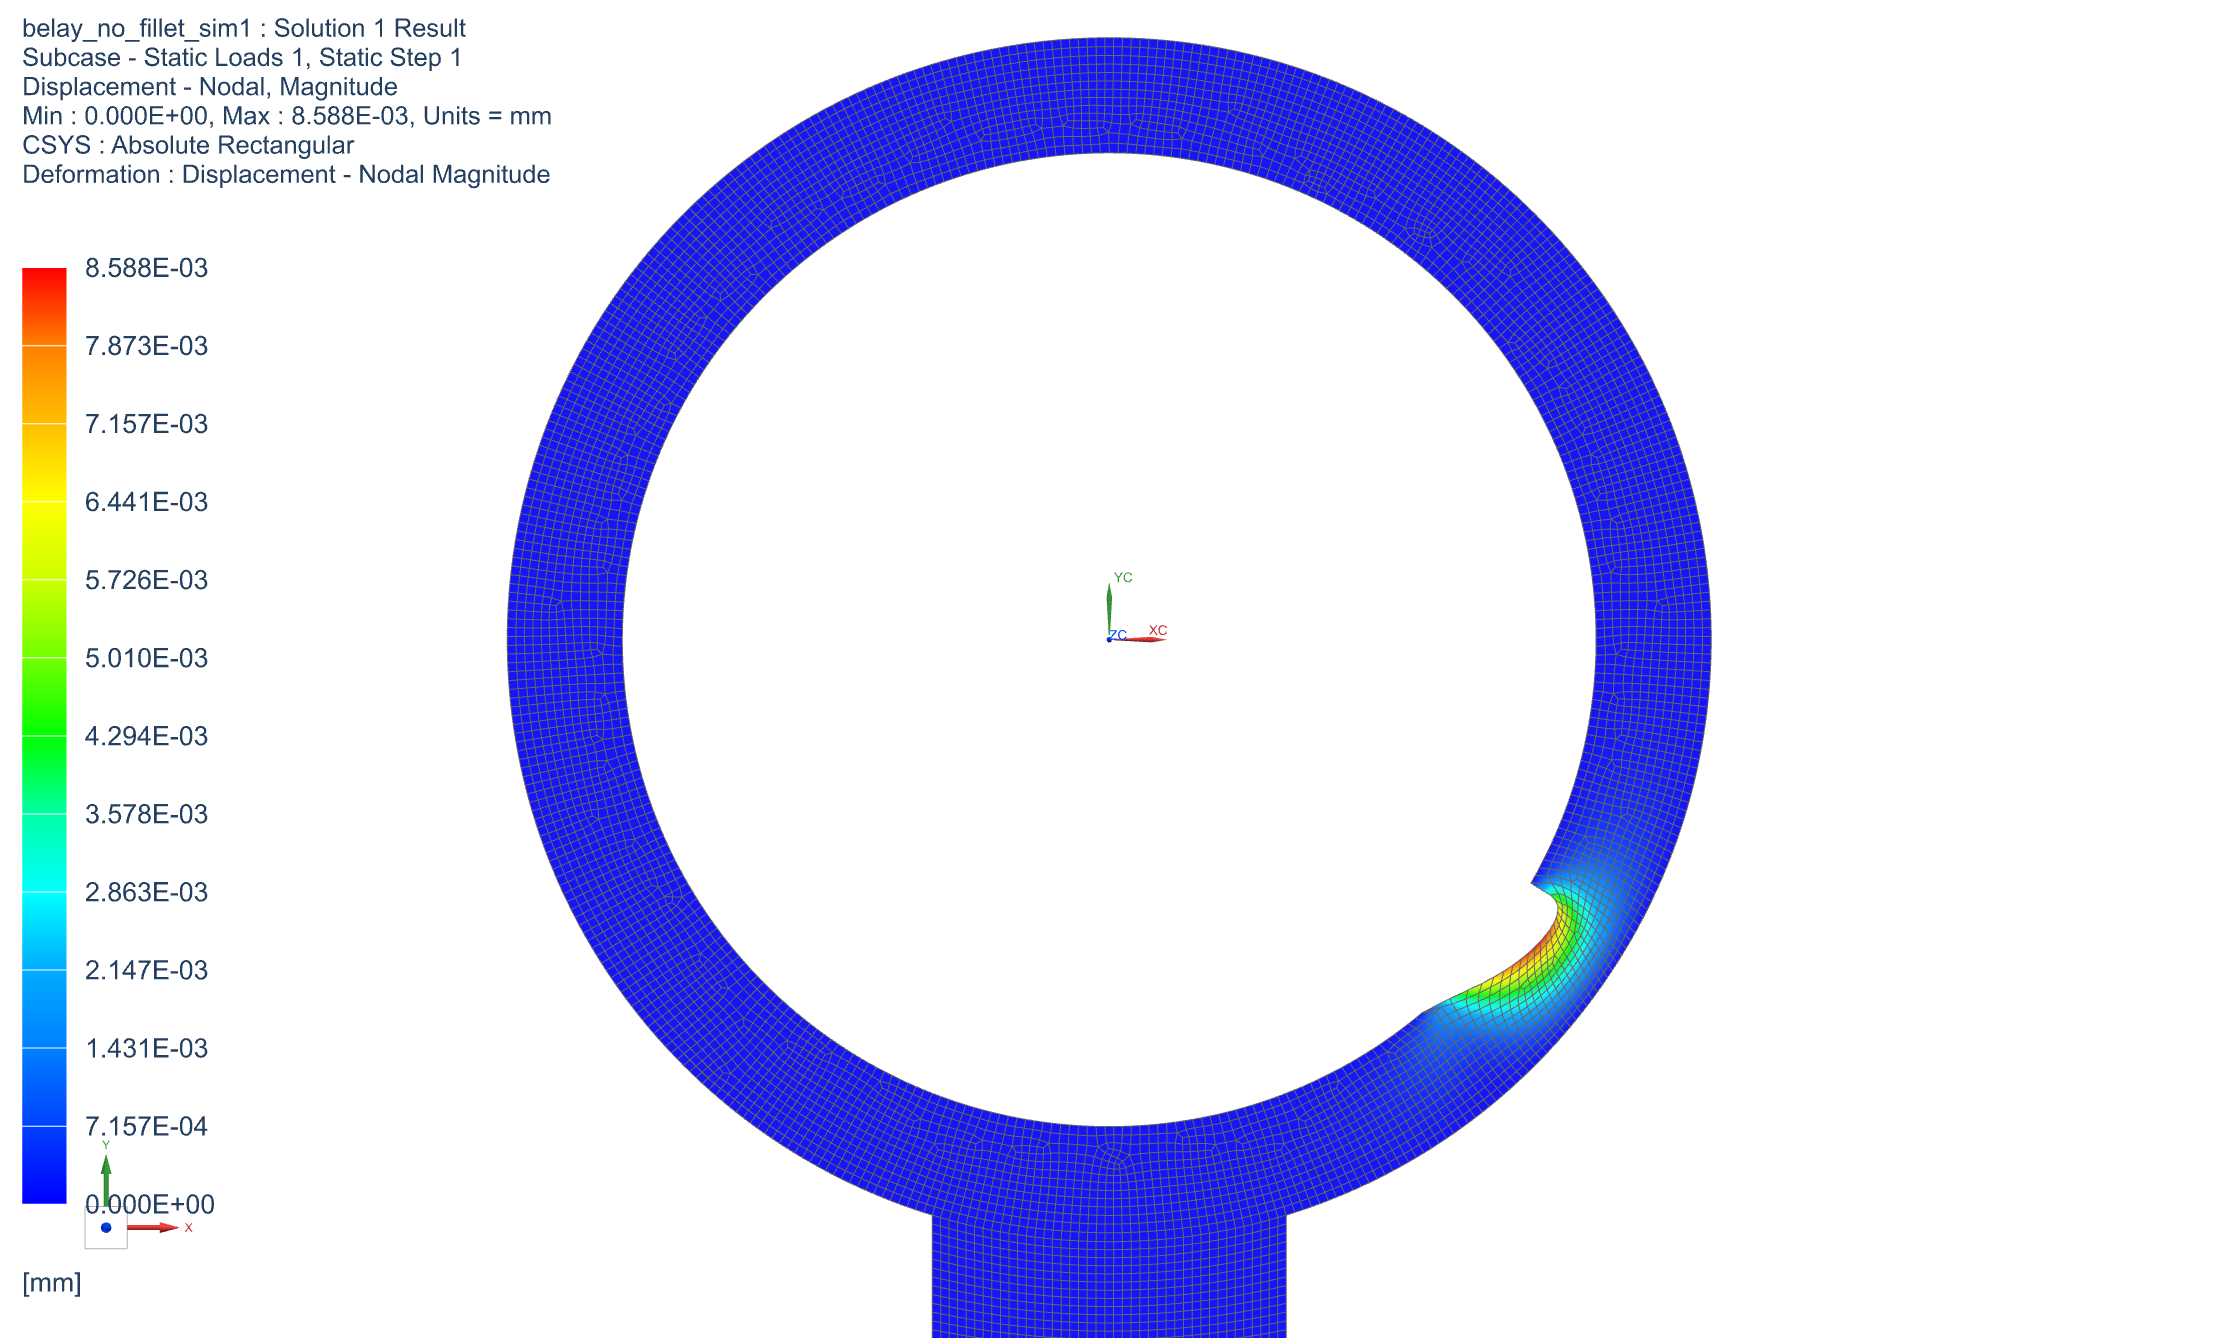 belay_no_fillet_sim1 : Solution 1 Result
Subcase - Static Loads 1, Static Step 1
Displacement - Nodal, Magnitude
Min : 0.000E+00, Max : 8.588E-03, Units = mm
CSYS : Absolute Rectangular
Deformation : Displacement - Nodal Magnitude
8.588E-03
7.873E-03
7.157E-03
6.441E-03
5.726E-03
5.010E-03
4.294E-03
3.578E-03
2.863E-03
2.147E-03
1.431E-03
7.157E-04
0.000E+00
[mm]
Y
X
YC
ZC
XC